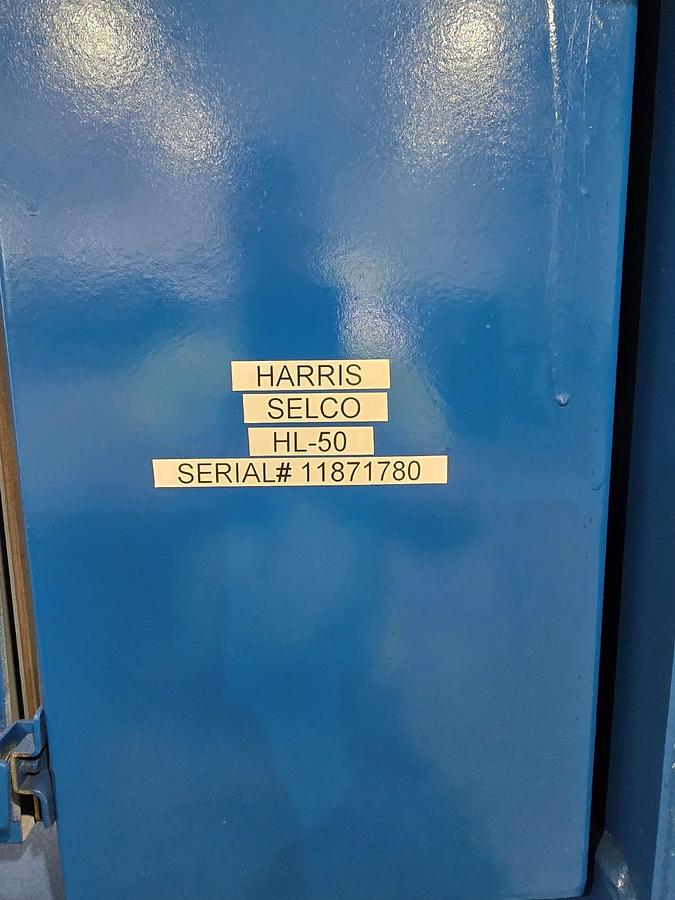 HARRIS
SELCO
HL-50
SERIAL# 11871780